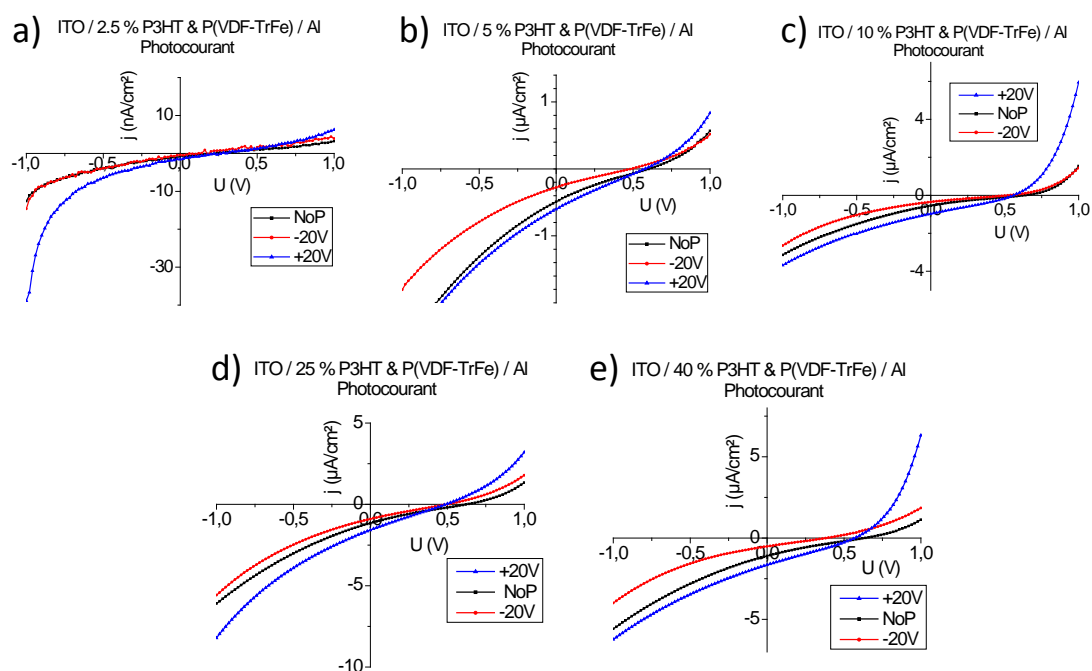 a)
ITO / 2.5 % P3HT & P(VDF-TrFe) / Al
Photocourant
j (nA/cm²)
10
-1,0
-0,5
0,0
0,5
1,0
U (V)
-10
-30
NoP
-20V
+20V
b)
ITO / 5 % P3HT & P(VDF-TrFe) / Al
Photocourant
j (µA/cm²)
1
-1,0
-0,5
0,0
0,5
1,0
U (V)
-1
NoP
-20V
+20V
c)
ITO / 10 % P3HT & P(VDF-TrFe) / Al
Photocourant
j (µA/cm²)
4
+20V
NoP
-20V
-1,0
-0,5
0,0
0,5
1,0
U (V)
-4
d)
ITO / 25 % P3HT & P(VDF-TrFe) / Al
Photocourant
j (µA/cm²)
5
0
-1,0
-0,5
0,0
0,5
1,0
U (V)
-5
-10
+20V
NoP
-20V
e)
ITO / 40 % P3HT & P(VDF-TrFe) / Al
Photocourant
j (µA/cm²)
5
0
-1,0
-0,5
0,0
0,5
1,0
U (V)
-5
+20V
NoP
-20V